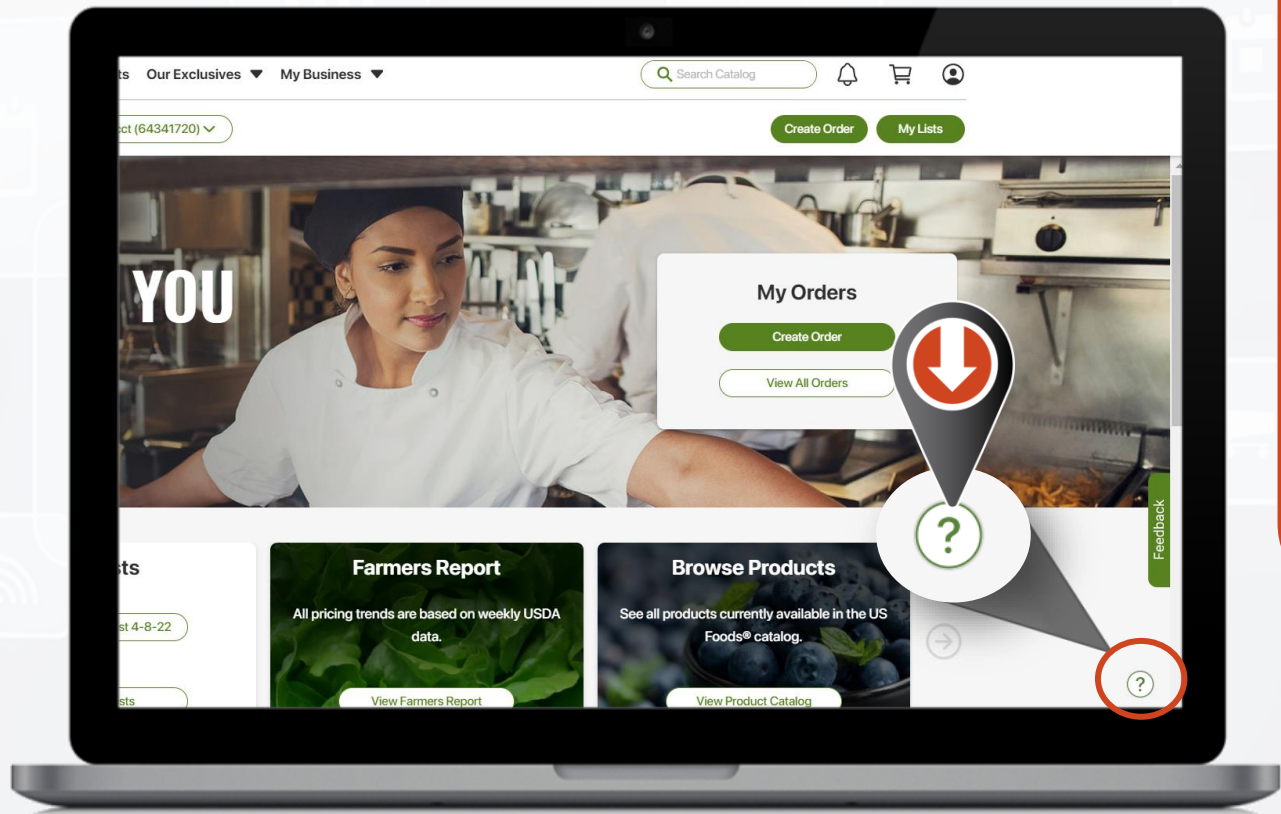 ts Our Exclusives ▼ My Business ▼ Search Catalog
cct (64341720) Create Order My Lists
YOU
My Orders
Create Order
View All Orders
?
Feedback
sts
st 4-8-22
sts
Farmers Report
All pricing trends are based on weekly USDA
data.
View Farmers Report
Browse Products
See all products currently available in the US
Foods® catalog.
View Product Catalog
?